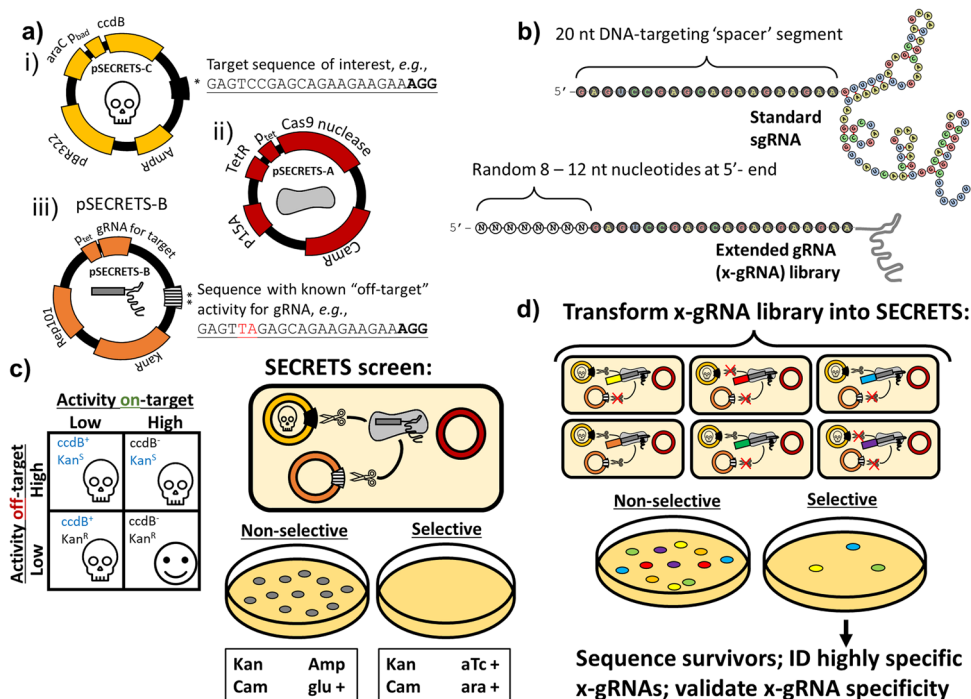 a)
i)
araC pbad ccdB
pSECRETS-C
pBR322
AmpR
*
Target sequence of interest, e.g.,
GAGTCCGAGCAGAAGAAGAAAGG
ii)
TetR ptet Cas9 nuclease
pSECRETS-A
P15A
CamR
iii)
pSECRETS-B
ptet gRNA for target
pSECRETS-B
Rep101
KanR
**
Sequence with known “off-target”
activity for gRNA, e.g.,
GAGTTAGAGCAGAAGAAGAAAGG
b)
20 nt DNA-targeting ‘spacer’ segment
5′ – GAGUCCGAGCAGAAGAAGAA
Standard
sgRNA
Random 8 – 12 nt nucleotides at 5′- end
5′ – NNNNNNNNGAGUCCGAGCAGAAGAAGAA
Extended gRNA
(x-gRNA) library
c)
Activity on-target
Low High
Activity off-target
High
Low
ccdB+
KanS
ccdB-
KanS
ccdB+
KanR
ccdB-
KanR
SECRETS screen:
Non-selective
Selective
Kan Amp
Cam glu +
Kan aTc +
Cam ara +
d)
Transform x-gRNA library into SECRETS:
Non-selective
Selective
Sequence survivors; ID highly specific
x-gRNAs; validate x-gRNA specificity